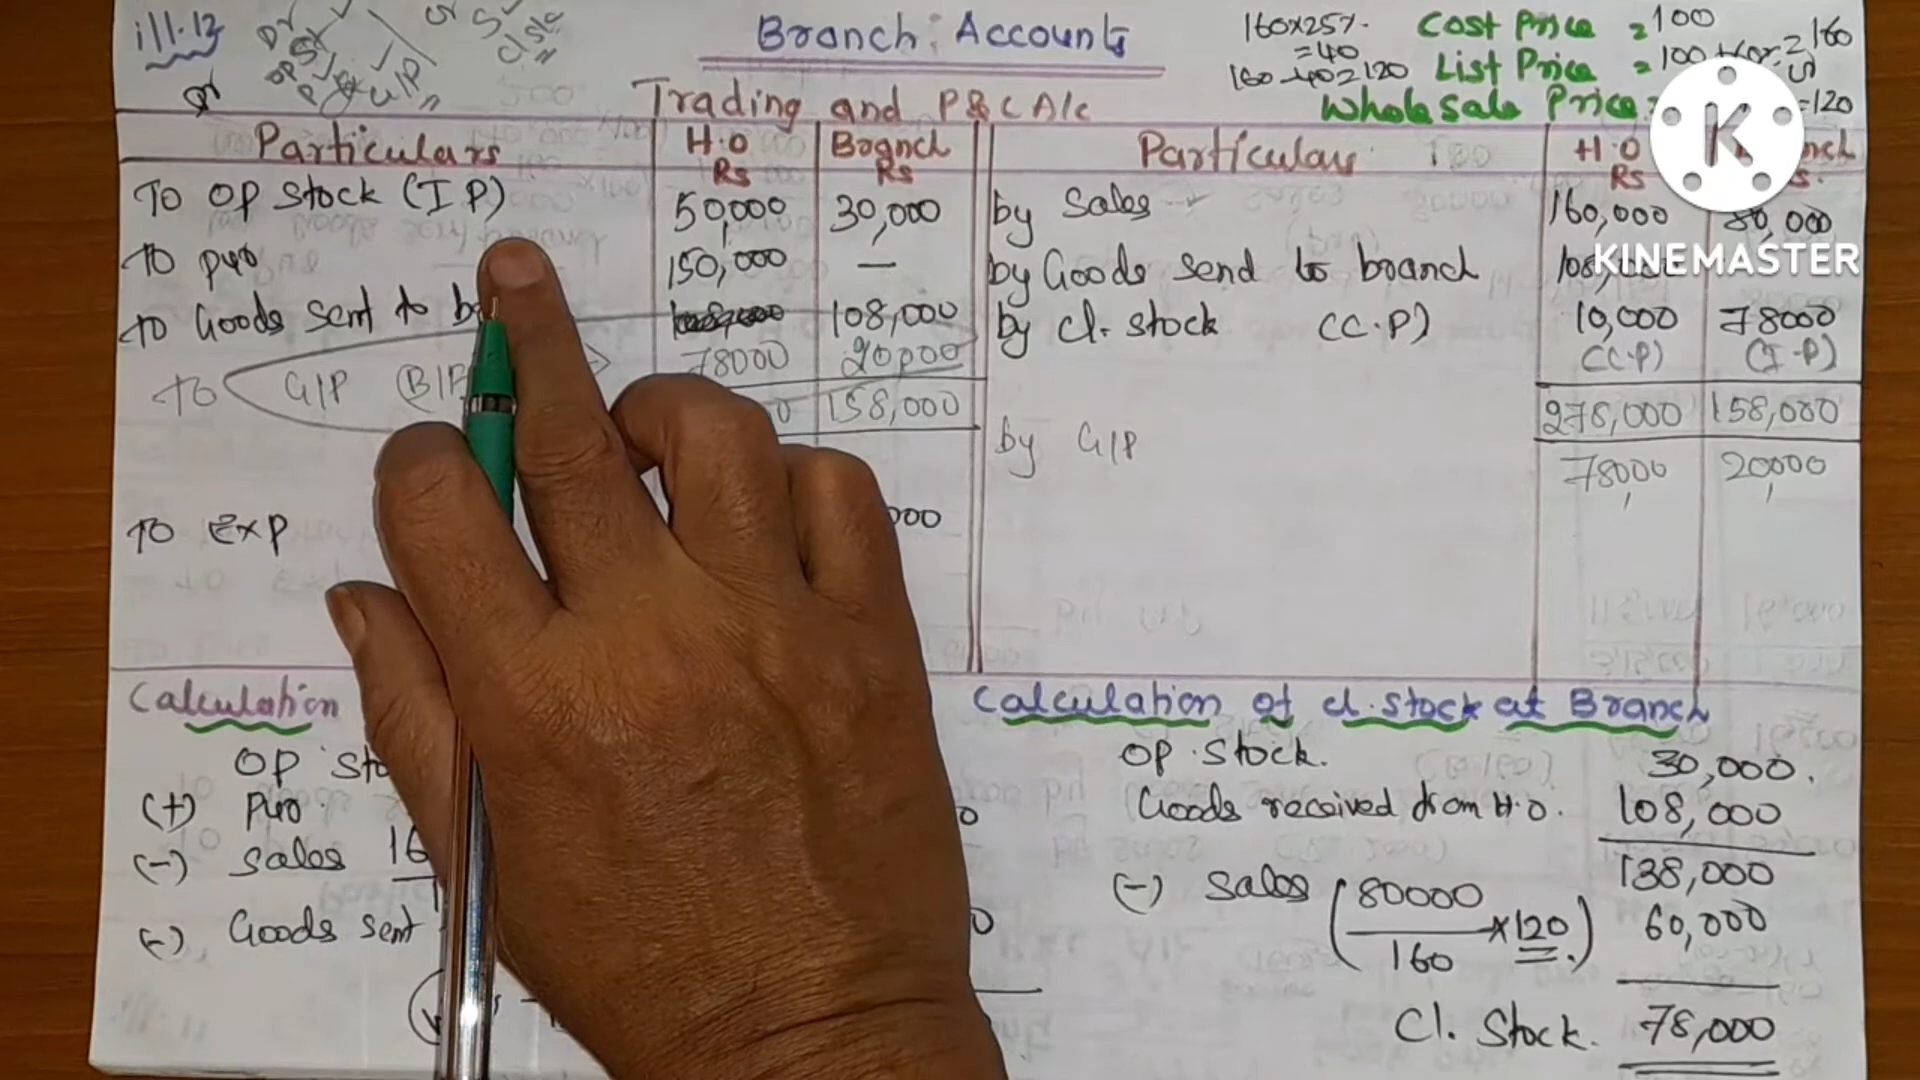 ill.13
Branch Accounts
160x25%.
=40
160-40=120
Cost Price = 100
List Price = 100
160
Wholesale Price
=120
Dr
Trading and P&L A/c
Particulars H.O Rs Branch Rs Particulars H.O Rs
To OP Stock (I P) 50,000 30,000 by Sales 160,000 80,000
To pur 150,000 — by Goods send to branch
To Goods sent to 108,000 by Cl. Stock (C.P) 10,000 (C.P) 78000 (I.P)
To G/P 78000 20000
158,000 278,000 158,000
by G/P 78000 20000
To Exp
Calculation
OP
(+) pur
(-) Sales
(-) Goods sent
Calculation of cl. stock at Branch
OP. Stock. 30,000.
Goods received from H.O. 108,000
138,000
(-) Sales (80000/160 x 120.) 60,000
Cl. Stock. 78,000
K
KINEMASTER